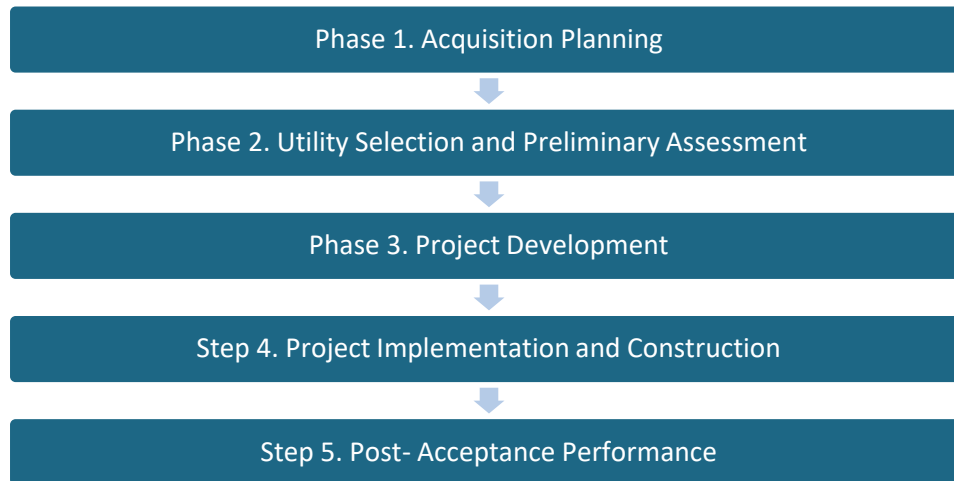 Phase 1. Acquisition Planning
Phase 2. Utility Selection and Preliminary Assessment
Phase 3. Project Development
Step 4. Project Implementation and Construction
Step 5. Post- Acceptance Performance